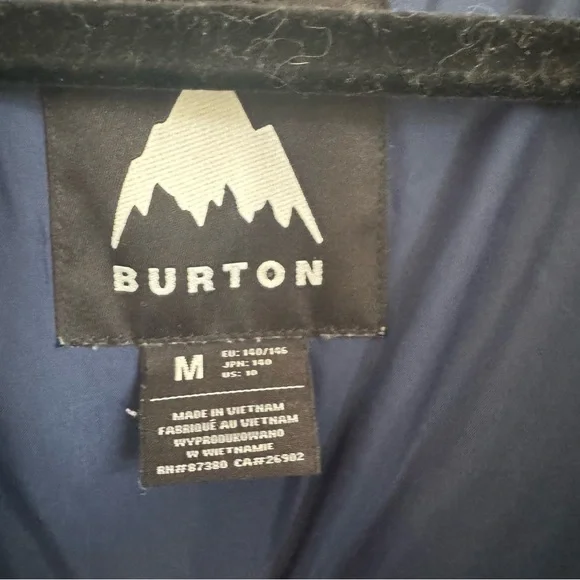 BURTON
M
EU: 140/146
JPN: 140
US: 10
MADE IN VIETNAM
FABRIQUÉ AU VIETNAM
WYPRODUKOWANO
W WIETNAMIE
RN#87380 CA#26902